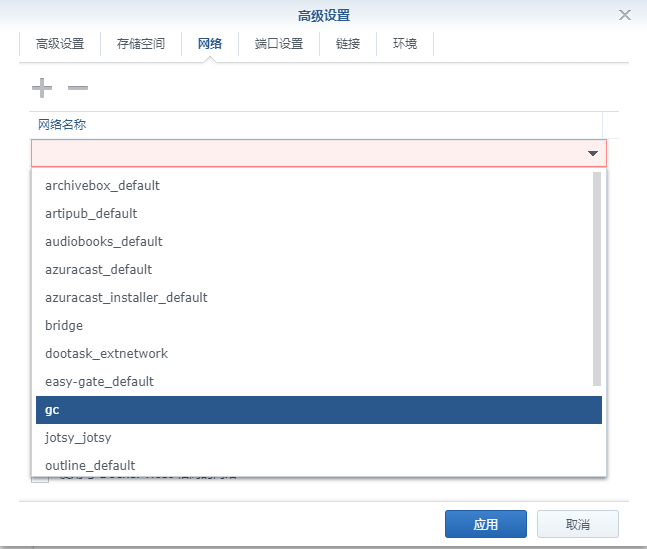 高级设置
高级设置 存储空间 网络 端口设置 链接 环境
网络名称
archivebox_default
artipub_default
audiobooks_default
azuracast_default
azuracast_installer_default
bridge
dootask_extnetwork
easy-gate_default
gc
jotsy_jotsy
outline_default
应用 取消